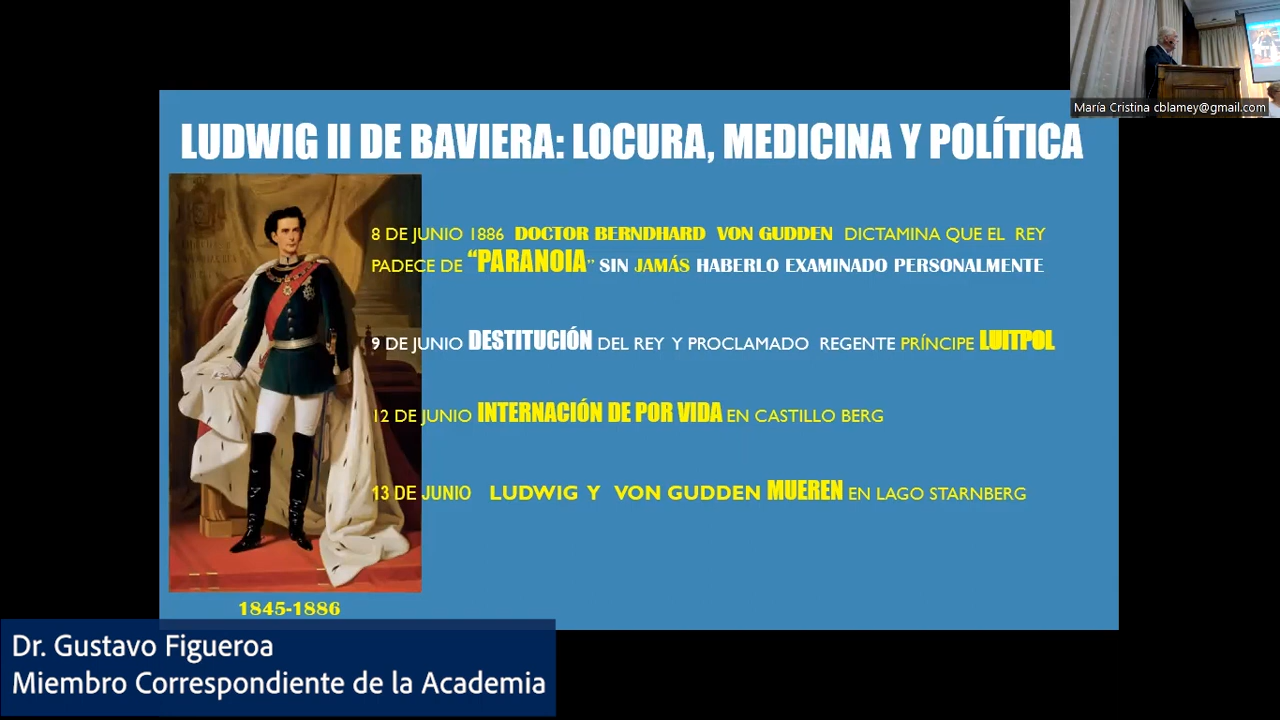 María Cristina cblamey@gmail.com
LUDWIG II DE BAVIERA: LOCURA, MEDICINA Y POLÍTICA
8 DE JUNIO 1886 DOCTOR BERNDHARD VON GUDDEN DICTAMINA QUE EL REY
PADECE DE “PARANOIA” SIN JAMÁS HABERLO EXAMINADO PERSONALMENTE
9 DE JUNIO DESTITUCIÓN DEL REY Y PROCLAMADO REGENTE PRÍNCIPE LUITPOL
12 DE JUNIO INTERNACIÓN DE POR VIDA EN CASTILLO BERG
13 DE JUNIO LUDWIG Y VON GUDDEN MUEREN EN LAGO STARNBERG
1845-1886
Dr. Gustavo Figueroa
Miembro Correspondiente de la Academia